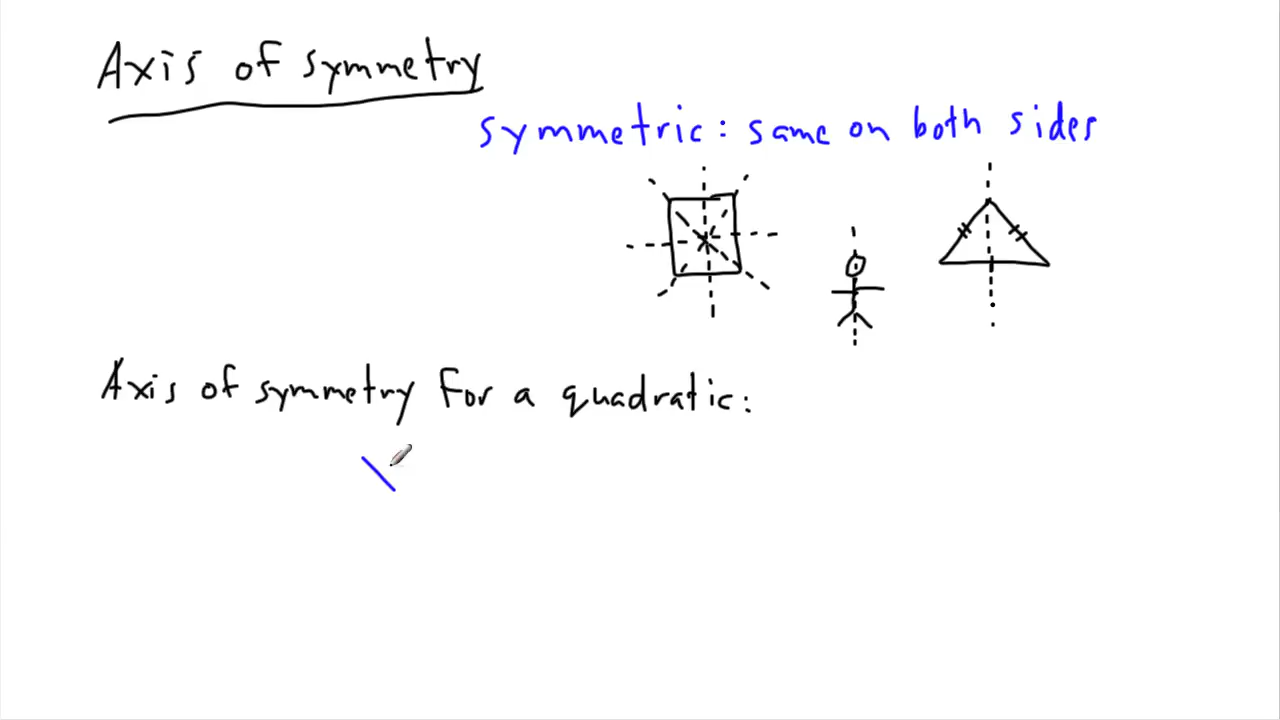 Axis of symmetry
symmetric: same on both sides
Axis of symmetry for a quadratic: